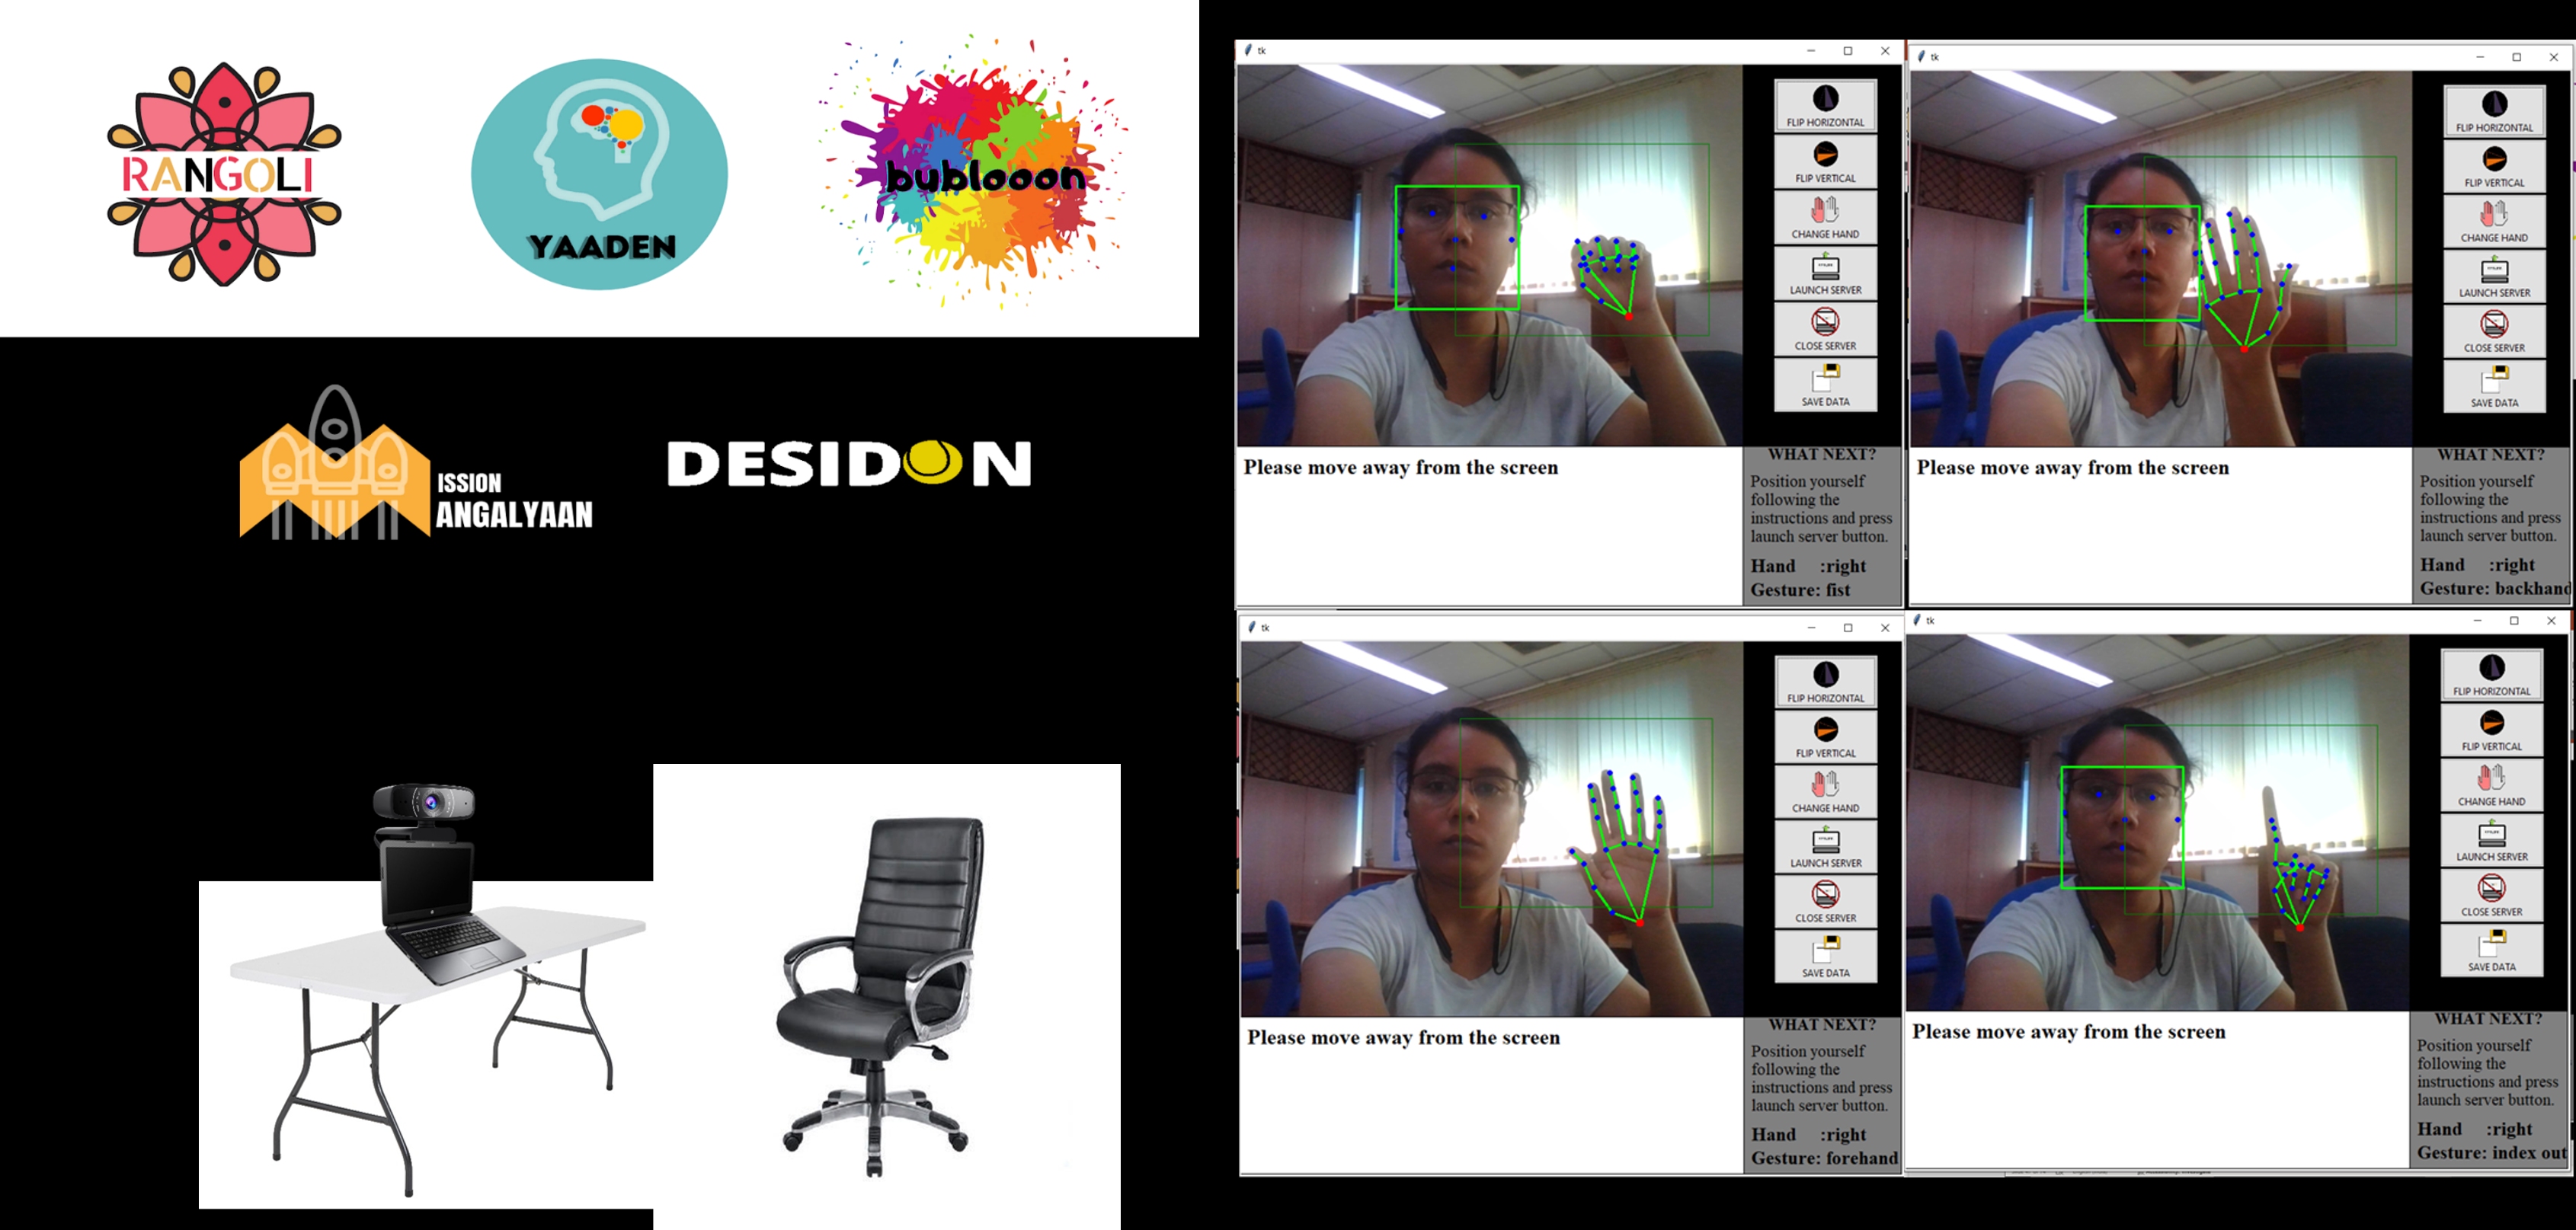 RANGOLI
YAADEN
bublooon
ISSION
ANGALYAAN
DESIDON
tk
FLIP HORIZONTAL
FLIP VERTICAL
CHANGE HAND
LAUNCH SERVER
CLOSE SERVER
SAVE DATA
Please move away from the screen
WHAT NEXT?
Position yourself
following the
instructions and press
launch server button.
Hand :right
Gesture: fist
tk
FLIP HORIZONTAL
FLIP VERTICAL
CHANGE HAND
LAUNCH SERVER
CLOSE SERVER
SAVE DATA
Please move away from the screen
WHAT NEXT?
Position yourself
following the
instructions and press
launch server button.
Hand :right
Gesture: backhand
tk
FLIP HORIZONTAL
FLIP VERTICAL
CHANGE HAND
LAUNCH SERVER
CLOSE SERVER
SAVE DATA
Please move away from the screen
WHAT NEXT?
Position yourself
following the
instructions and press
launch server button.
Hand :right
Gesture: forehand
tk
FLIP HORIZONTAL
FLIP VERTICAL
CHANGE HAND
LAUNCH SERVER
CLOSE SERVER
SAVE DATA
Please move away from the screen
WHAT NEXT?
Position yourself
following the
instructions and press
launch server button.
Hand :right
Gesture: index out